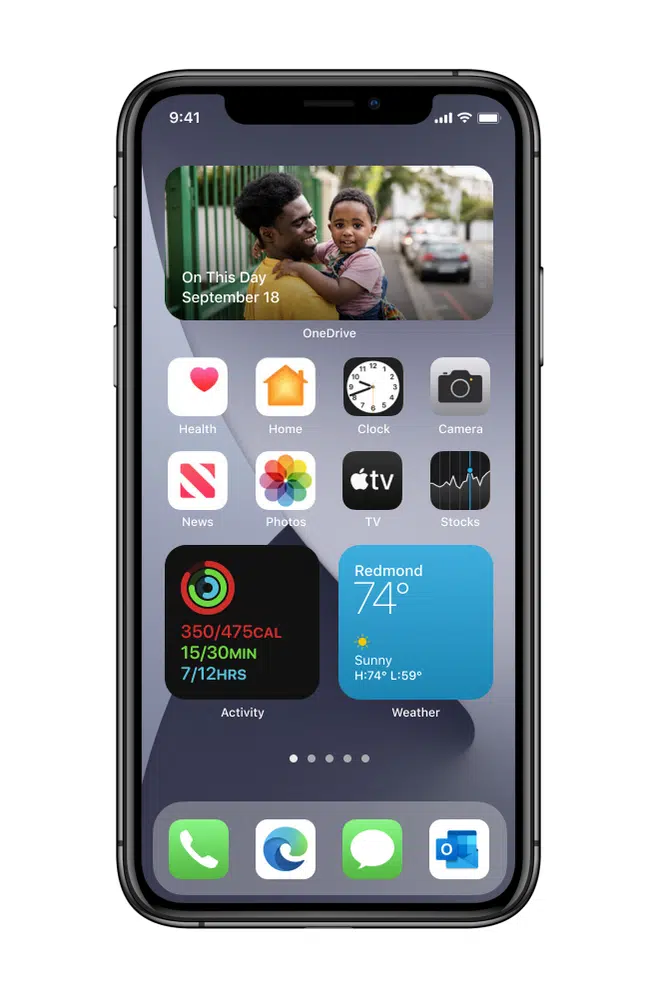 9:41
On This Day
September 18
OneDrive
Health Home Clock Camera
News Photos TV Stocks
tv
350/475CAL
15/30MIN
7/12HRS
Activity
Redmond
74°
Sunny
H:74° L:59°
Weather
O